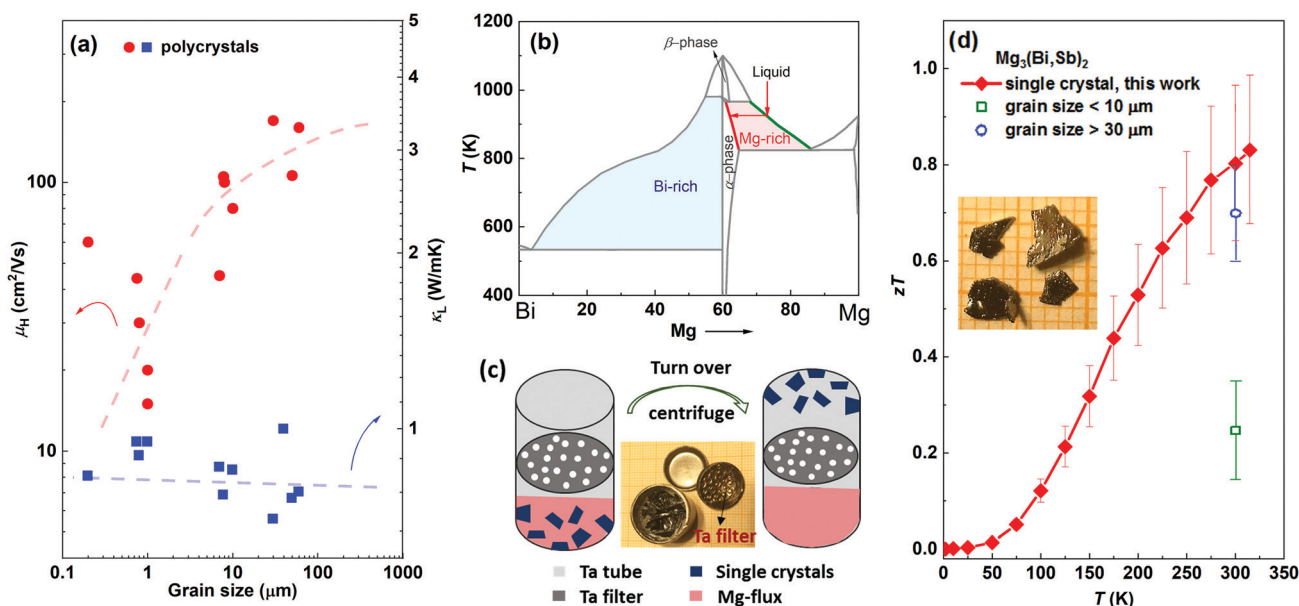 (a)
polycrystals
5
4
3
2
1
100
10
μH (cm²/Vs)
κL (W/mK)
0.1
1
10
100
1000
Grain size (μm)
(b)
1200
1000
800
600
400
T (K)
β–phase
Liquid
Mg-rich
α–phase
Bi-rich
Bi
20
40
60
80
Mg
Mg
(c)
Turn over
centrifuge
Ta filter
Ta tube
Single crystals
Ta filter
Mg-flux
(d)
Mg₃(Bi,Sb)₂
single crystal, this work
grain size < 10 μm
grain size > 30 μm
1.0
0.8
0.6
0.4
0.2
0.0
zT
0
50
100
150
200
250
300
350
T (K)